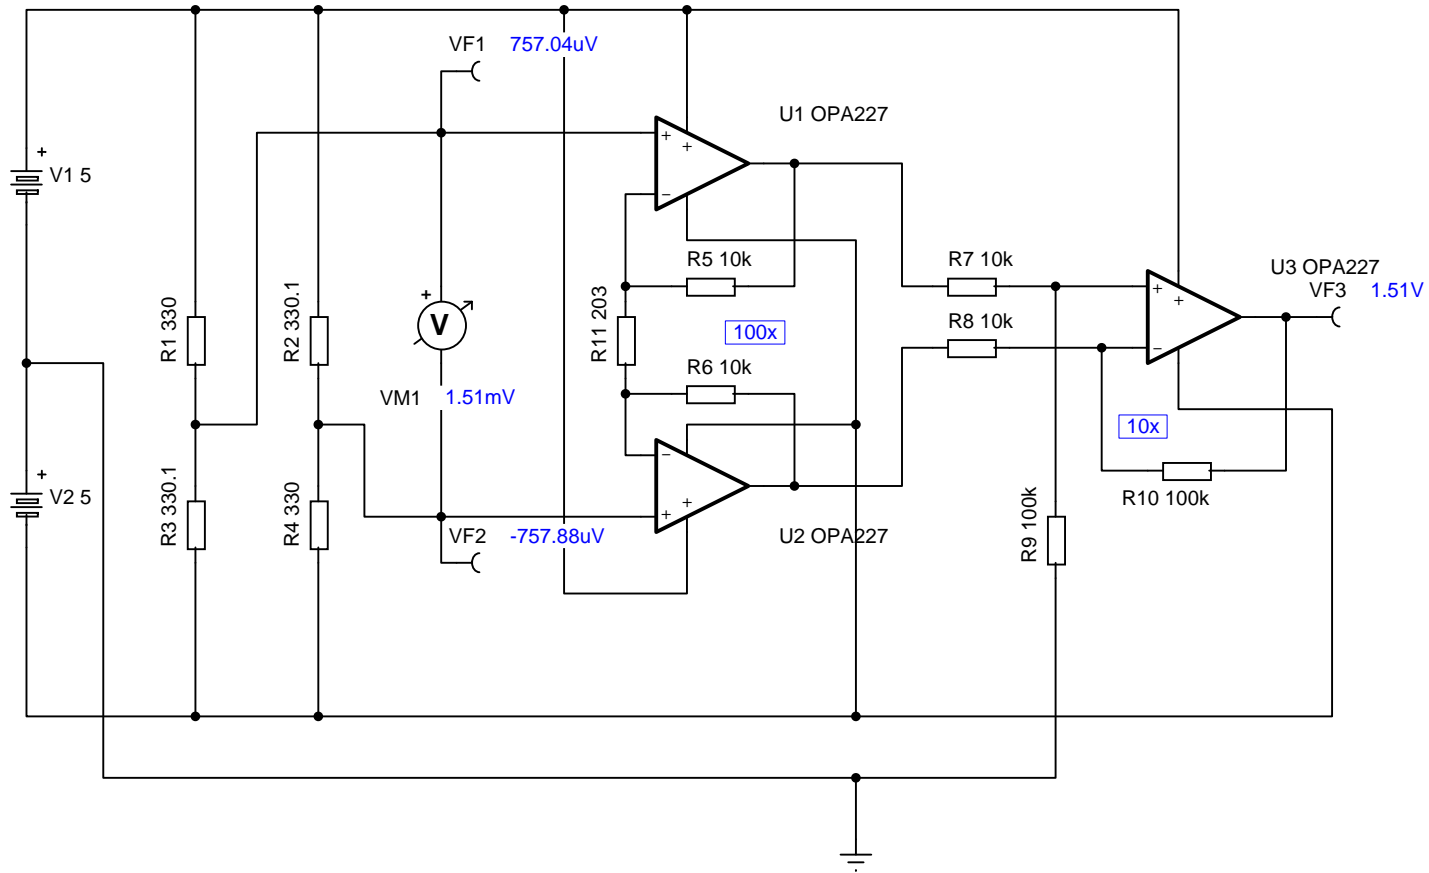 VF1 757.04uV
U1 OPA227
+
V1 5
+
+
−
R5 10k
R7 10k
U3 OPA227
VF3 1.51V
+
+
−
R1 330
R2 330.1
+
V
R11 203
100x
R8 10k
R6 10k
VM1 1.51mV
10x
+
V2 5
−
+
+
R3 330.1
R4 330
VF2 -757.88uV
U2 OPA227
R9 100k
R10 100k